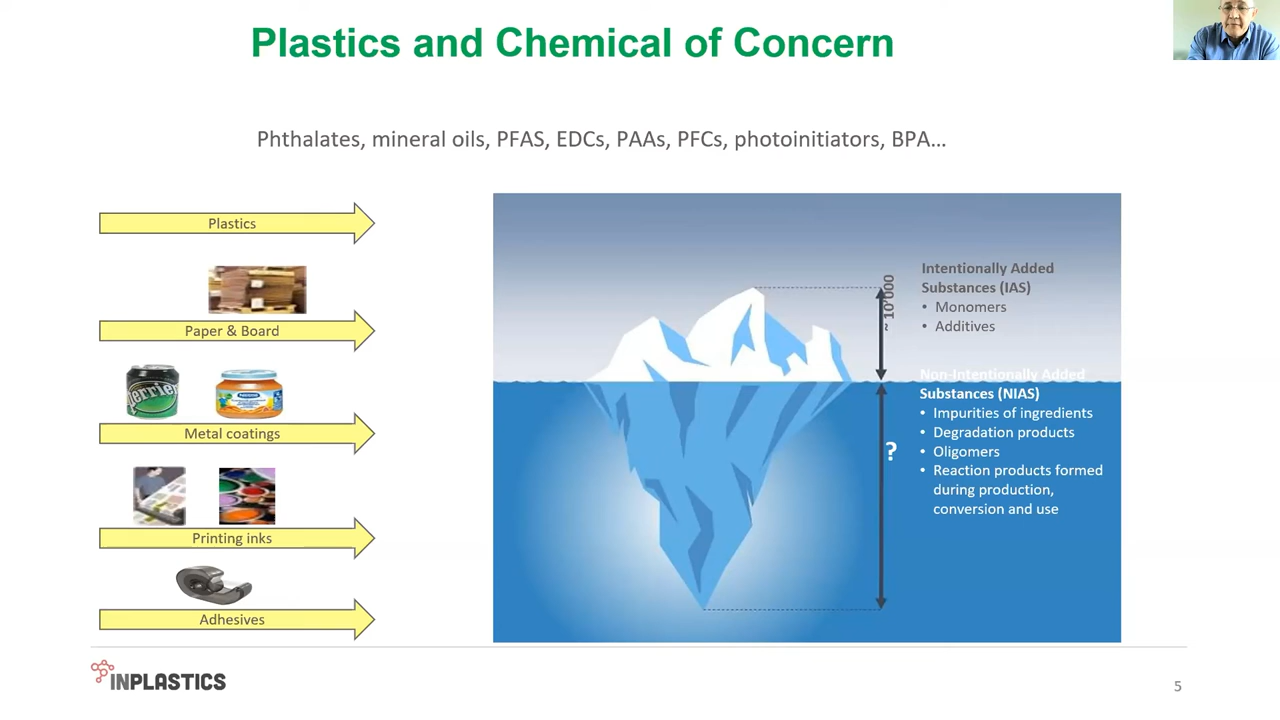 Plastics and Chemical of Concern
Phthalates, mineral oils, PFAS, EDCs, PAAs, PFCs, photoinitiators, BPA…
Plastics
Paper & Board
perrier
Metal coatings
Printing inks
Adhesives
~ 10'000
Intentionally Added
Substances (IAS)
• Monomers
• Additives
Non-Intentionally Added
Substances (NIAS)
• Impurities of ingredients
• Degradation products
• Oligomers
• Reaction products formed
during production,
conversion and use
?
INPLASTICS
5